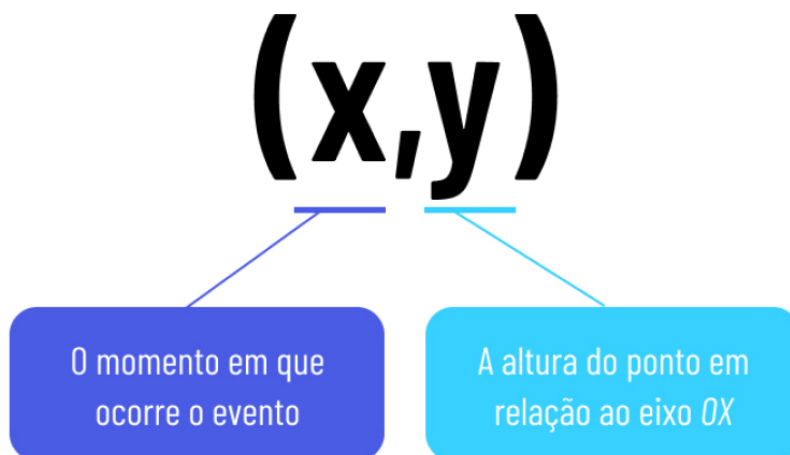 (x,y)
O momento em que
ocorre o evento
A altura do ponto em
relação ao eixo OX